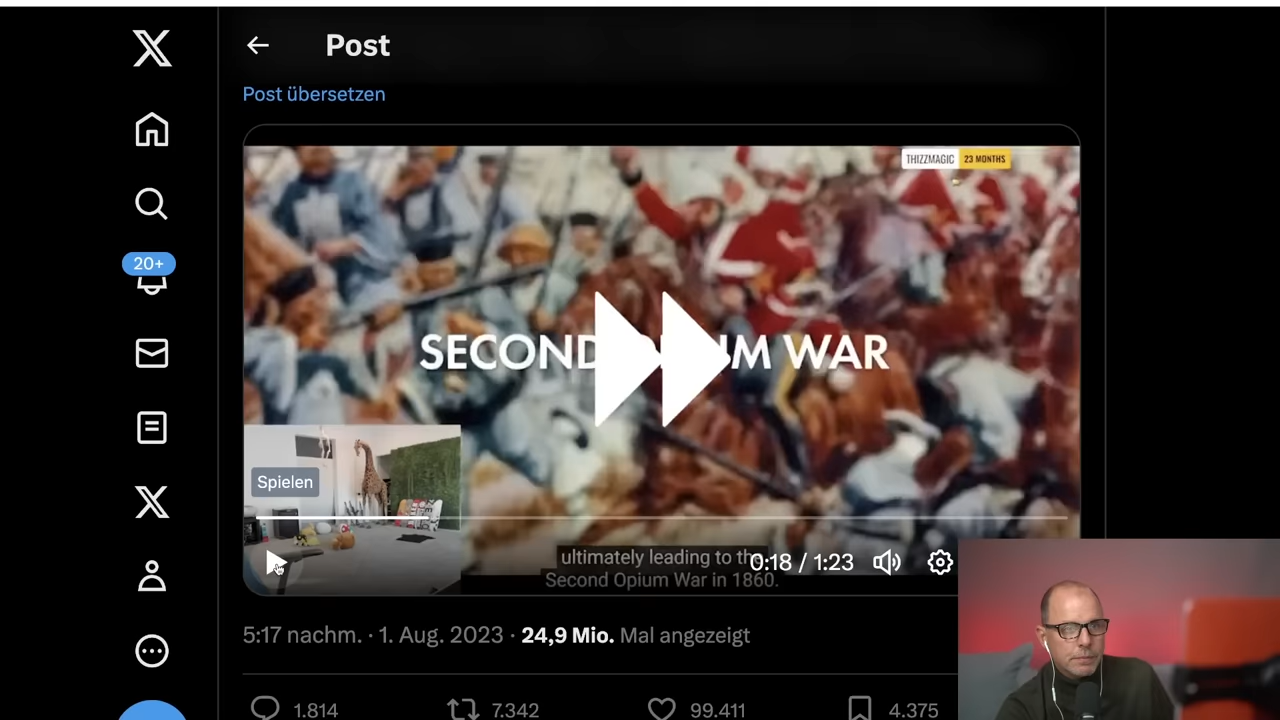 Post
Post übersetzen
THIZZMAGIC 23 MONTHS
SECOND WAR
20+
Spielen
ultimately leading to the
Second Opium War in 1860.
0:18 / 1:23
5:17 nachm. · 1. Aug. 2023 · 24,9 Mio. Mal angezeigt
1.814 7.342 99.411 4.375